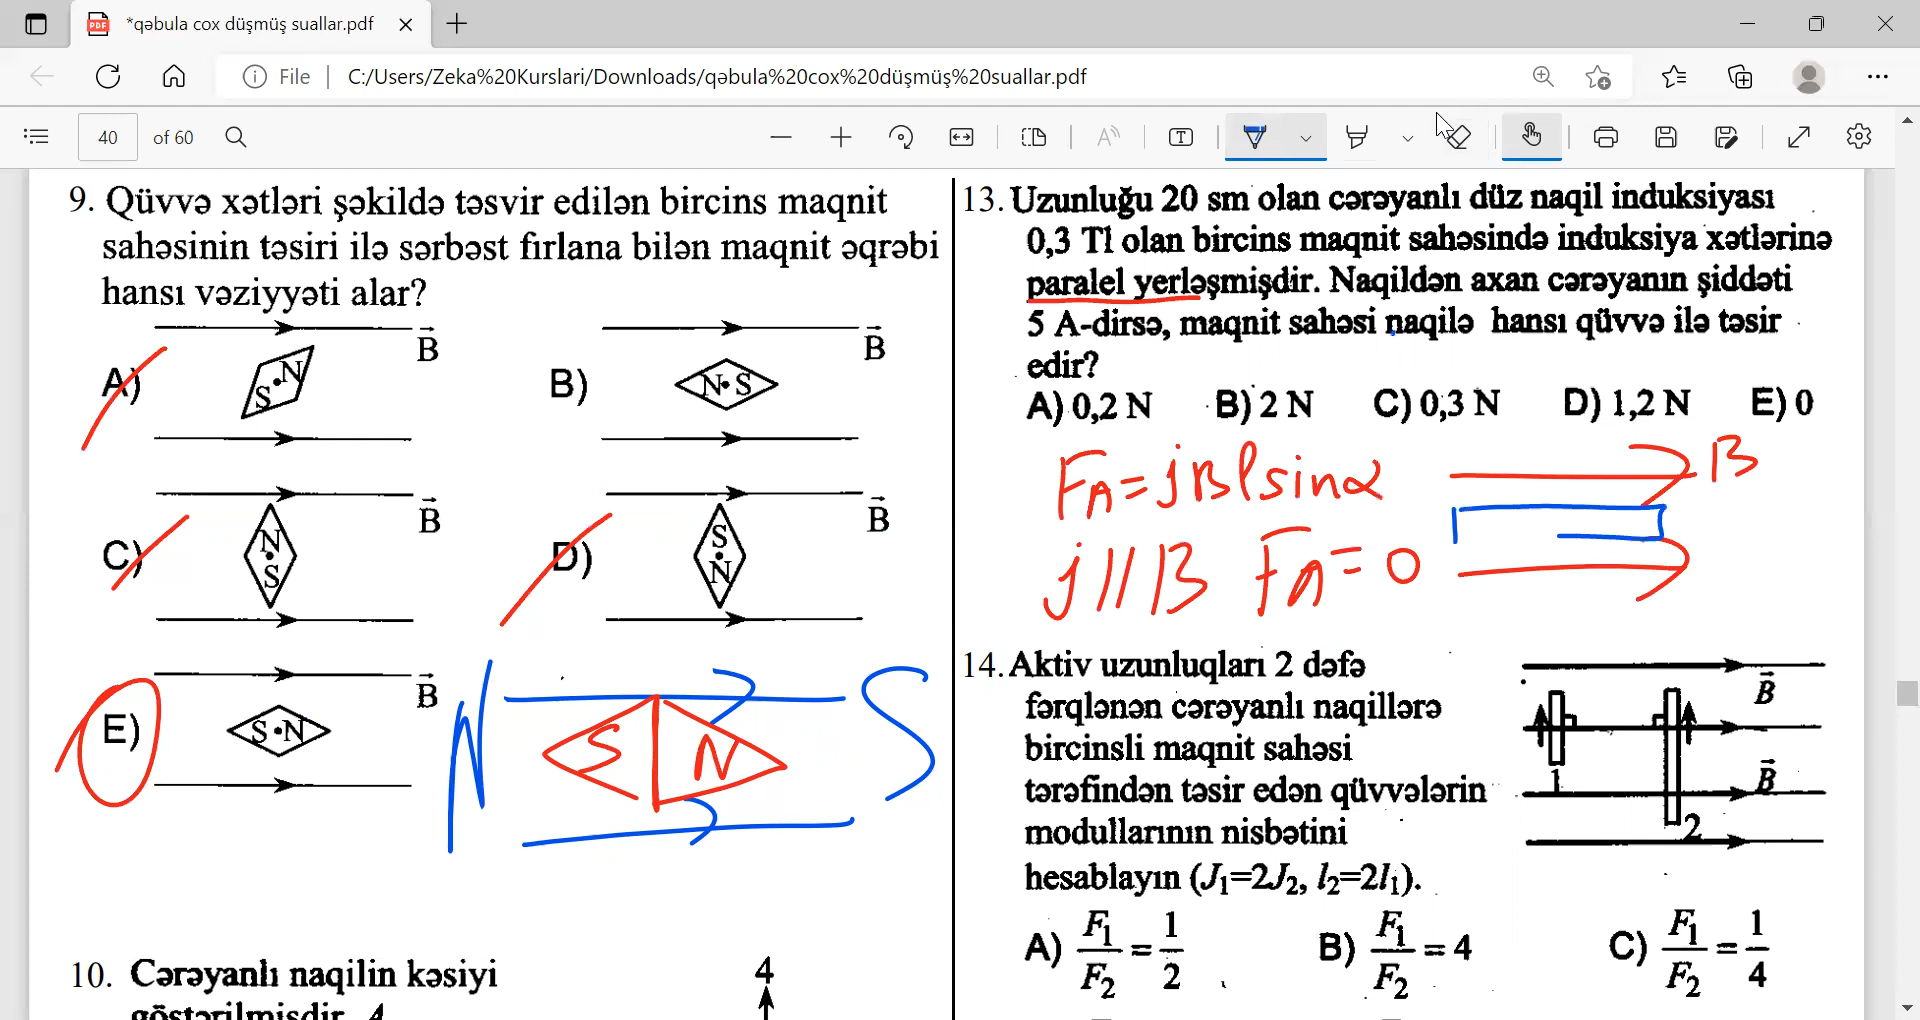 *qəbula cox düşmüş suallar.pdf
File
C:/Users/Zeka%20Kurslari/Downloads/qəbula%20cox%20düşmüş%20suallar.pdf
40 of 60
9. Qüvvə xətləri şəkildə təsvir edilən bircins maqnit
sahəsinin təsiri ilə sərbəst fırlana bilən maqnit əqrəbi
hansı vəziyyəti alar?
A) S N B
B) N S B
C) N S B
D) S N B
E) S N B
N S N S
10. Cərəyanlı naqilin kəsiyi
göstərilmişdir. 4
4
13. Uzunluğu 20 sm olan cərəyanlı düz naqil induksiyası
0,3 Tl olan bircins maqnit sahəsində induksiya xətlərinə
paralel yerləşmişdir. Naqildən axan cərəyanın şiddəti
5 A-dirsə, maqnit sahəsi naqilə hansı qüvvə ilə təsir
edir?
A) 0,2 N B) 2 N C) 0,3 N D) 1,2 N E) 0
F_A = jBlsinα B
j//B F_A = 0
14. Aktiv uzunluqları 2 dəfə
fərqlənən cərəyanlı naqillərə
bircinsli maqnit sahəsi
tərəfindən təsir edən qüvvələrin
modullarının nisbətini
hesablayın (J₁=2J₂, l₂=2l₁).
B
B
1
2
A) F₁/F₂ = 1/2 B) F₁/F₂ = 4 C) F₁/F₂ = 1/4